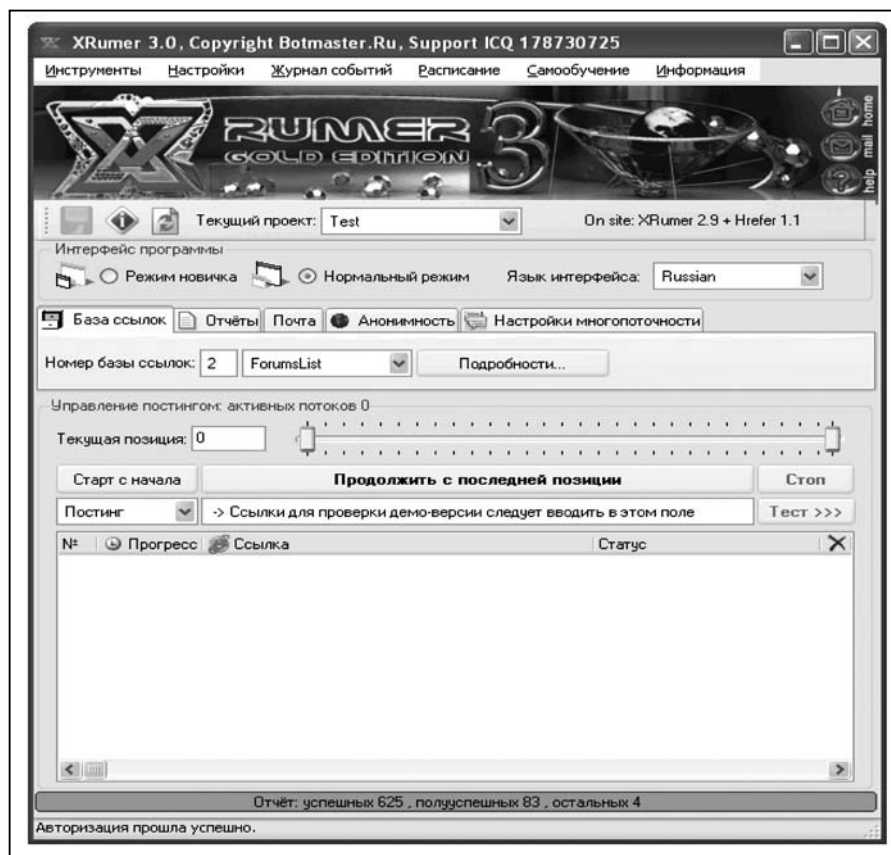 XRumer 3.0, Copyright Botmaster.Ru, Support ICQ 178730725
Инструменты Настройки Журнал событий Расписание Самообучение Информация
XRUMER 3
GOLD EDITION
home
mail
help
Текущий проект: Test On site: XRumer 2.9 + Hrefer 1.1
Интерфейс программы
Режим новичка Нормальный режим Язык интерфейса: Russian
База ссылок Отчёты Почта Анонимность Настройки многопоточности
Номер базы ссылок: 2 ForumsList Подробности...
Управление постингом: активных потоков 0
Текущая позиция: 0
Старт с начала Продолжить с последней позиции Стоп
Постинг -> Ссылки для проверки демо-версии следует вводить в этом поле Тест >>>
№ Прогресс Ссылка Статус
Отчёт: успешных 625 , полууспешных 83 , остальных 4
Авторизация прошла успешно.